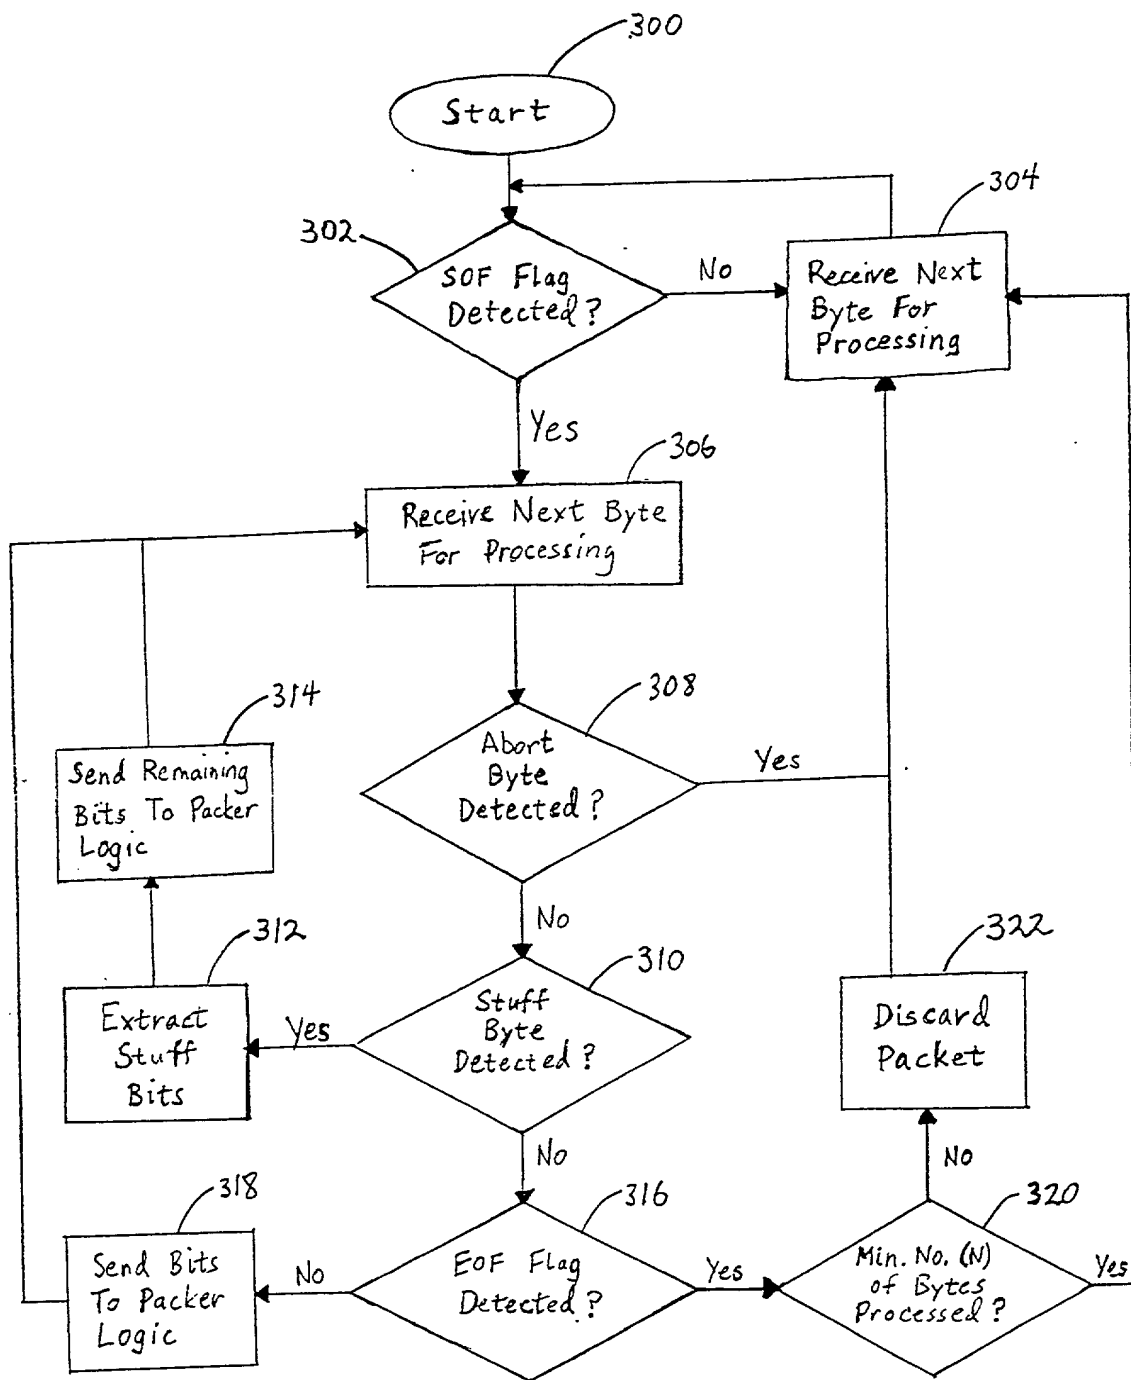 300
Start
304
302
SOF Flag
Detected?
No
Receive Next
Byte For
Processing
Yes
306
Receive Next Byte
For Processing
314
308
Send Remaining
Bits To Packer
Logic
Abort
Byte
Detected?
Yes
No
312
310
322
Extract
Stuff
Bits
Yes
Stuff
Byte
Detected?
Discard
Packet
No
No
318
316
320
Send Bits
To Packer
Logic
No
EOF Flag
Detected?
Yes
Min. No. (N)
of Bytes
Processed?
Yes